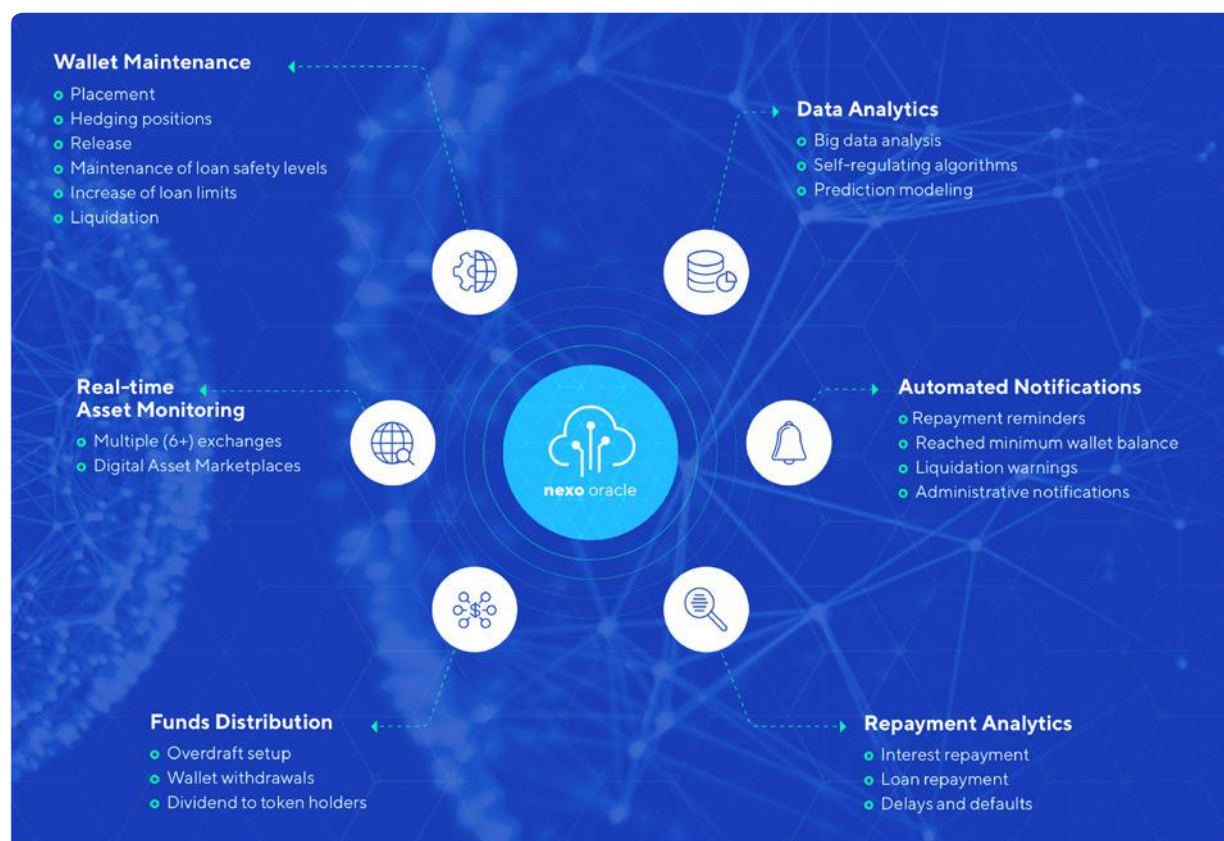 Wallet Maintenance
Placement
Hedging positions
Release
Maintenance of loan safety levels
Increase of loan limits
Liquidation
Data Analytics
Big data analysis
Self-regulating algorithms
Prediction modeling
Real-time
Asset Monitoring
Multiple (6+) exchanges
Digital Asset Marketplaces
nexo oracle
Automated Notifications
Repayment reminders
Reached minimum wallet balance
Liquidation warnings
Administrative notifications
$
Funds Distribution
Overdraft setup
Wallet withdrawals
Dividend to token holders
Repayment Analytics
Interest repayment
Loan repayment
Delays and defaults